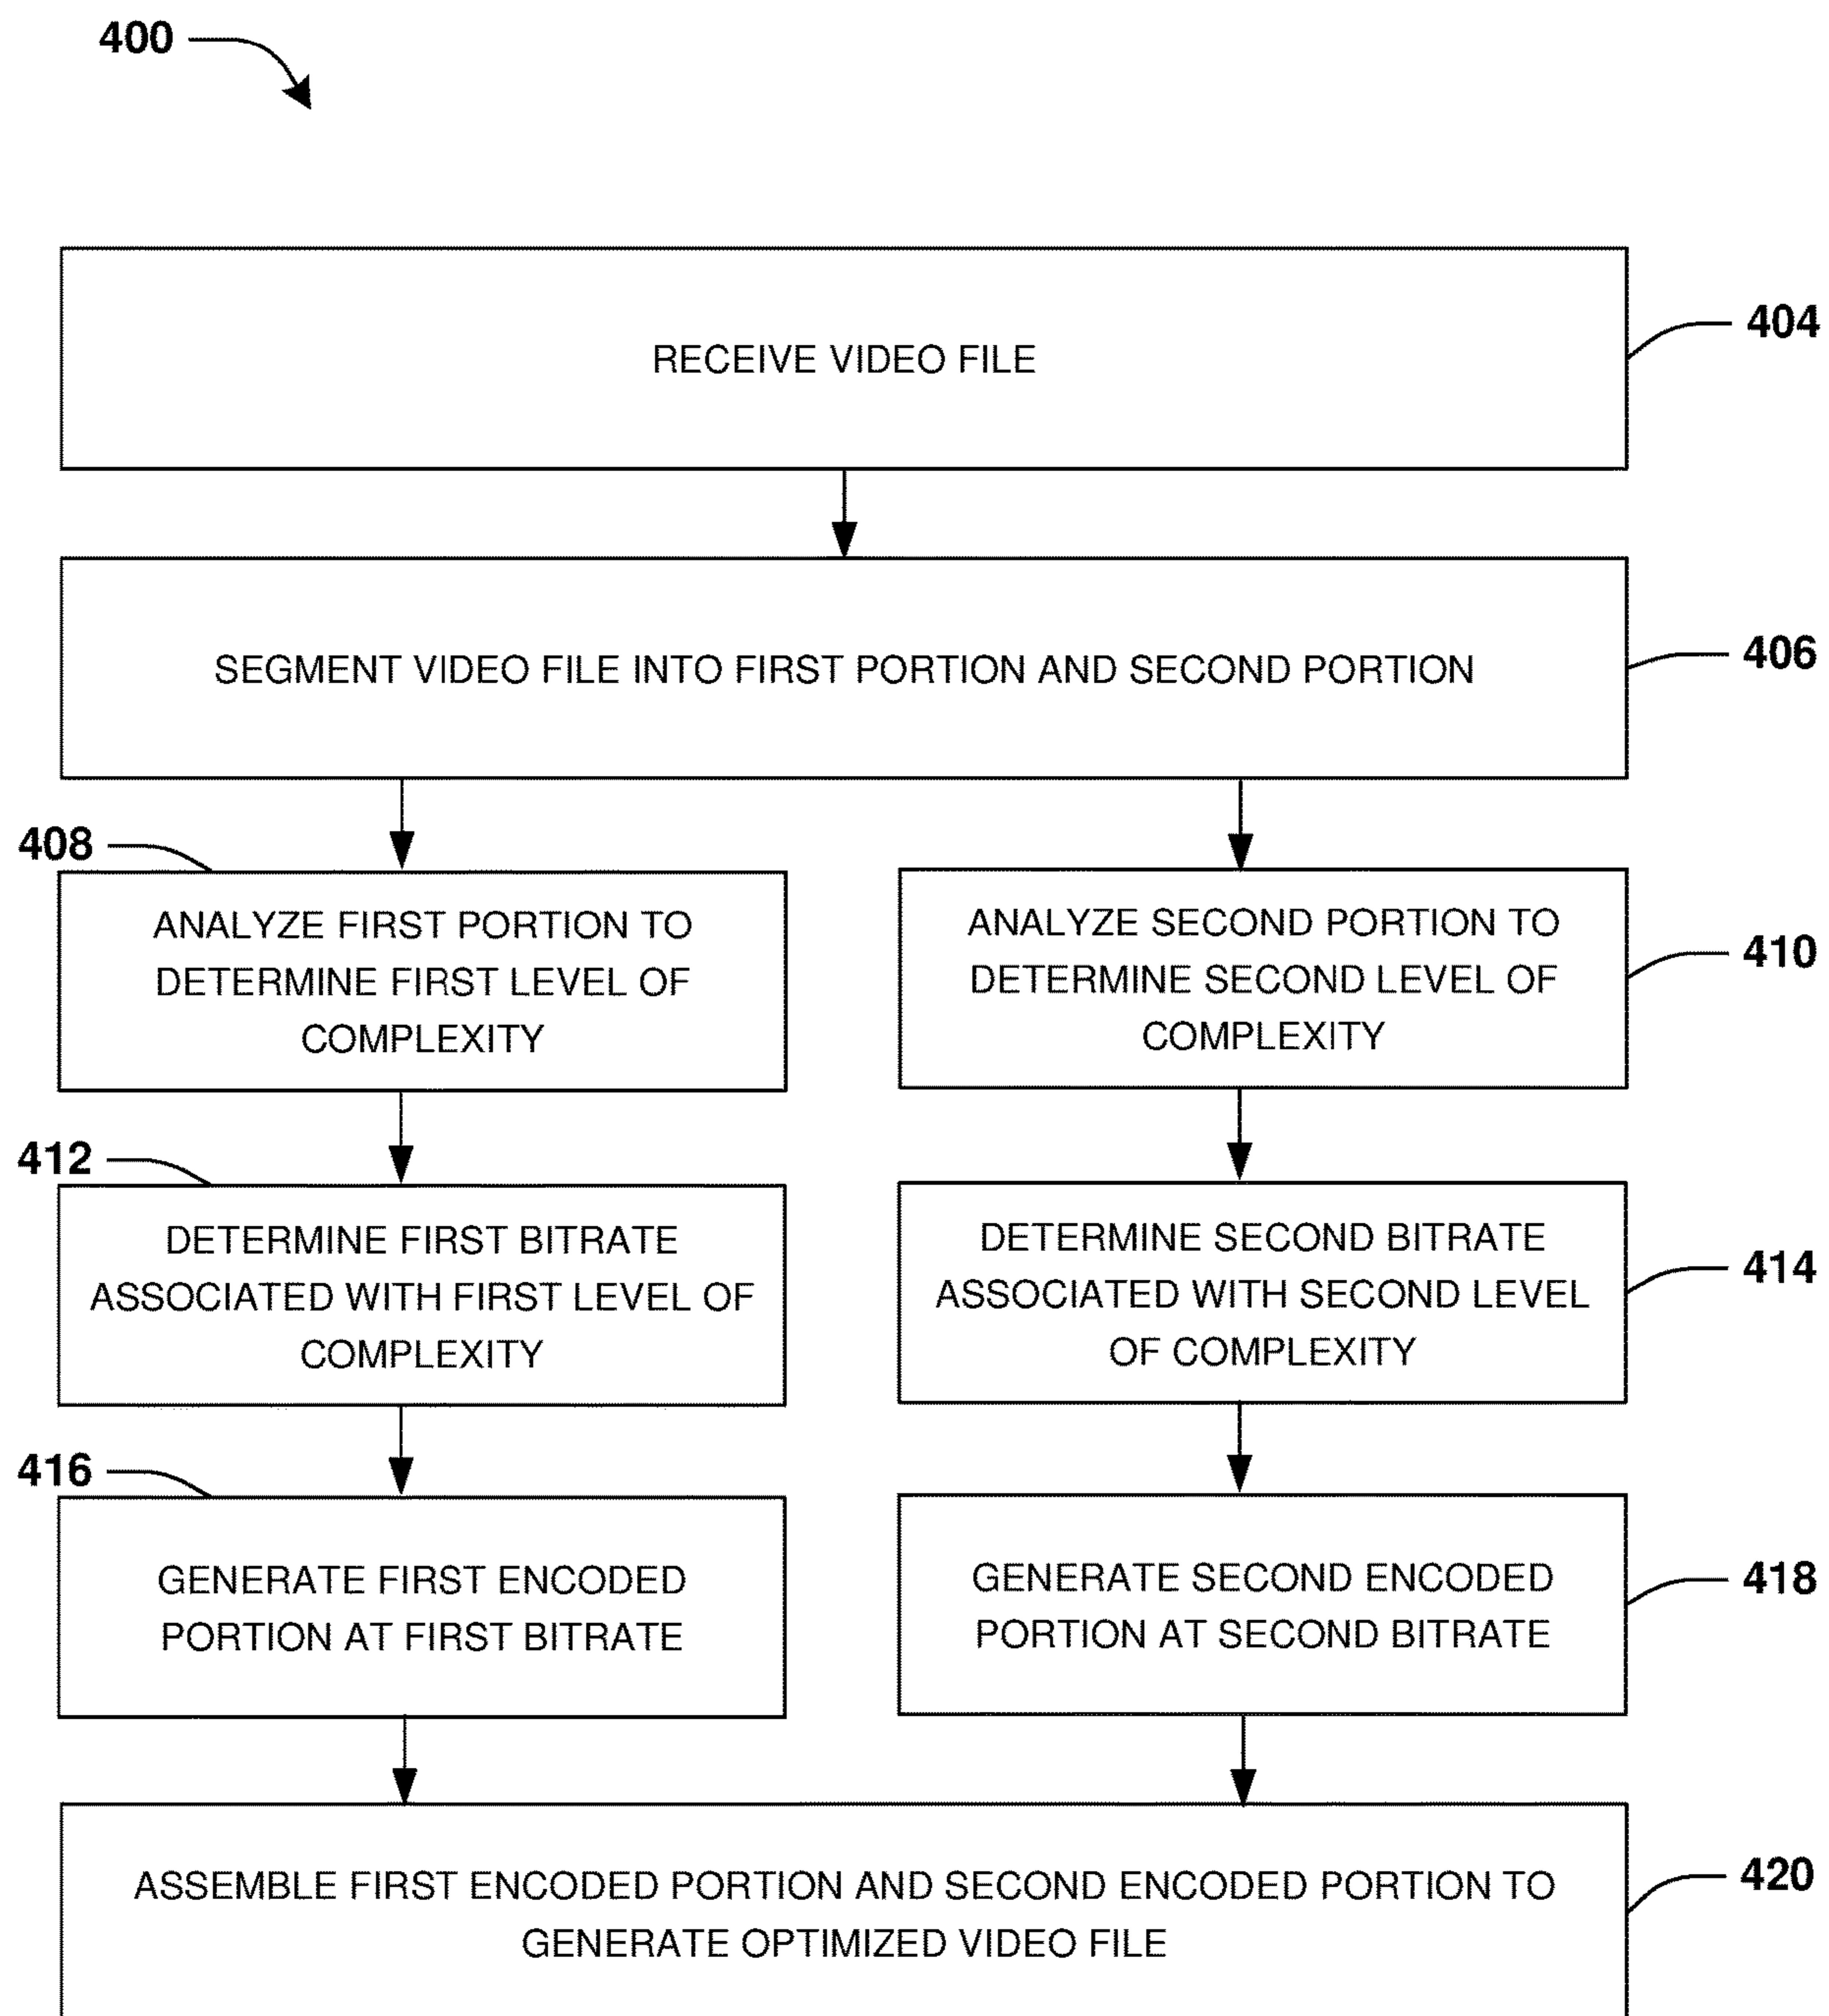 400
RECEIVE VIDEO FILE
404
SEGMENT VIDEO FILE INTO FIRST PORTION AND SECOND PORTION
406
408
ANALYZE FIRST PORTION TO
DETERMINE FIRST LEVEL OF
COMPLEXITY
ANALYZE SECOND PORTION TO
DETERMINE SECOND LEVEL OF
COMPLEXITY
410
412
DETERMINE FIRST BITRATE
ASSOCIATED WITH FIRST LEVEL OF
COMPLEXITY
DETERMINE SECOND BITRATE
ASSOCIATED WITH SECOND LEVEL
OF COMPLEXITY
414
416
GENERATE FIRST ENCODED
PORTION AT FIRST BITRATE
GENERATE SECOND ENCODED
PORTION AT SECOND BITRATE
418
ASSEMBLE FIRST ENCODED PORTION AND SECOND ENCODED PORTION TO
GENERATE OPTIMIZED VIDEO FILE
420